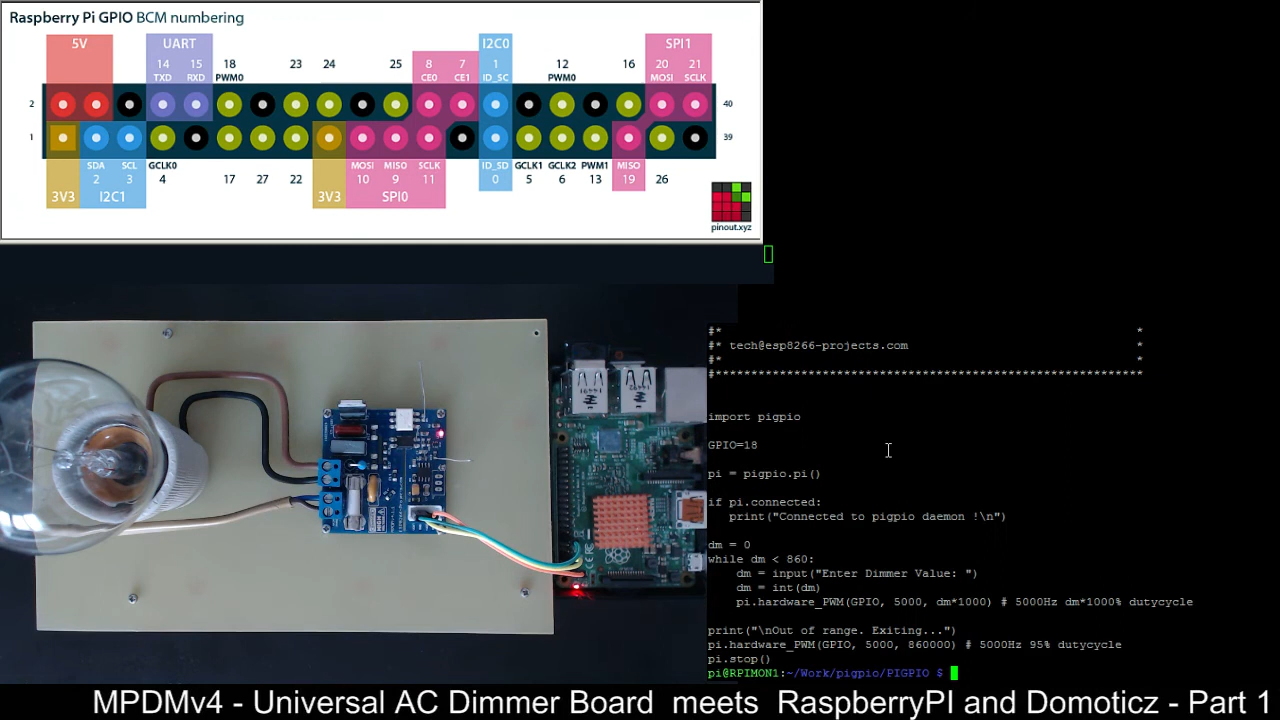 Raspberry Pi GPIO BCM numbering
5V UART I2C0 SPI1
14 15 18 23 24 25 8 7 1 12 16 20 21
TXD RXD PWM0 CE0 CE1 ID_SC PWM0 MOSI SCLK
2 40
1 39
SDA SCL GCLK0 MOSI MISO SCLK ID_SD GCLK1 GCLK2 PWM1 MISO
2 3 4 17 27 22 10 9 11 0 5 6 13 19 26
3V3 I2C1 3V3 SPI0
pinout.xyz
#* *
#* tech@esp8266-projects.com *
#* *
#***********************************************************
import pigpio
GPIO=18
pi = pigpio.pi()
if pi.connected:
print("Connected to pigpio daemon !\n")
dm = 0
while dm < 860:
dm = input("Enter Dimmer Value: ")
dm = int(dm)
pi.hardware_PWM(GPIO, 5000, dm*1000) # 5000Hz dm*1000% dutycycle
print("\nOut of range. Exiting...")
pi.hardware_PWM(GPIO, 5000, 860000) # 5000Hz 95% dutycycle
pi.stop()
pi@RPIMON1:~/Work/pigpio/PIGPIO $
MPDMv4 - Universal AC Dimmer Board meets RaspberryPI and Domoticz - Part 1